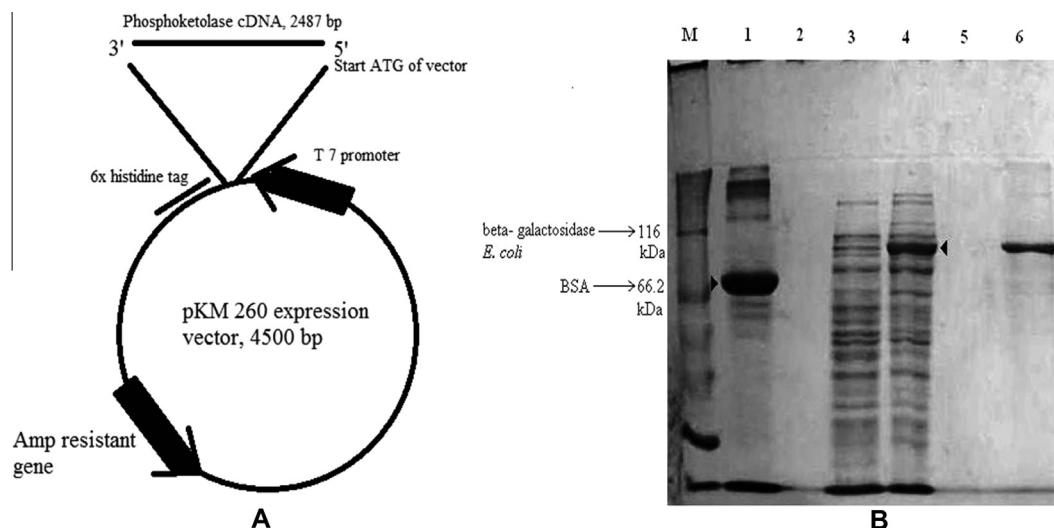 Phosphoketolase cDNA, 2487 bp
3'
5'
Start ATG of vector
T 7 promoter
6x histidine tag
pKM 260 expression
vector, 4500 bp
Amp resistant
gene
A
M 1 2 3 4 5 6
beta- galactosidase 116
E. coli kDa
BSA 66.2
kDa
B